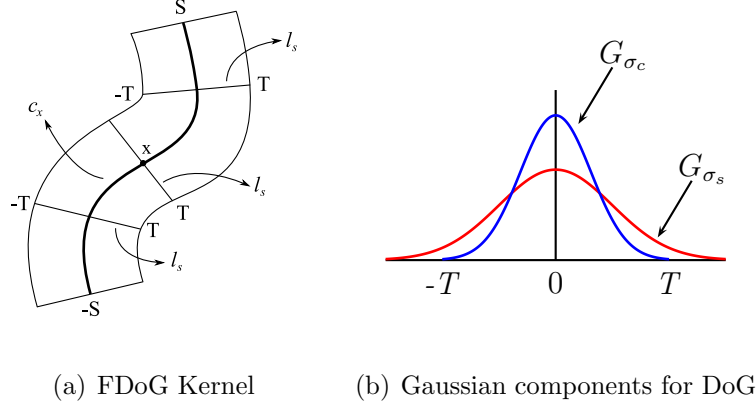 S
l_s
-T
T
c_x
x
l_s
T
-T
T
l_s
-S
G_{σ_c}
G_{σ_s}
-T 0 T
(a) FDoG Kernel
(b) Gaussian components for DoG